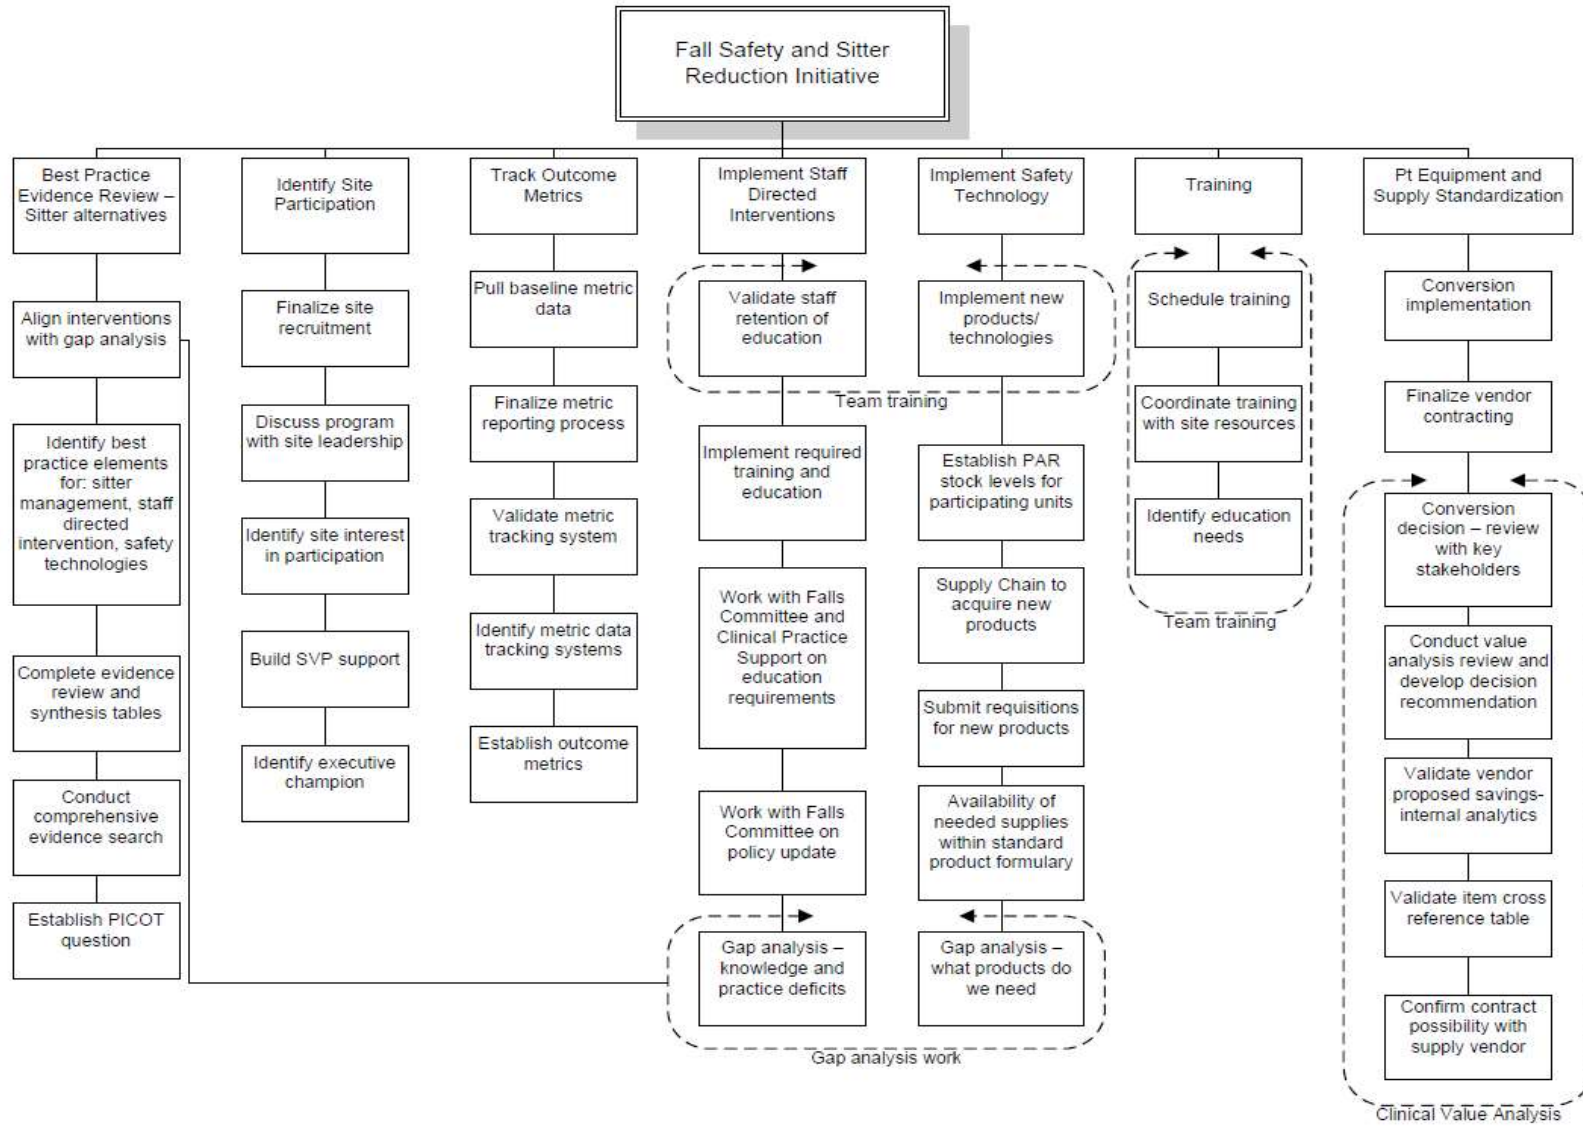 Fall Safety and Sitter
Reduction Initiative
Best Practice
Evidence Review –
Sitter alternatives
Align interventions
with gap analysis
Identify best
practice elements
for: sitter
management, staff
directed
intervention, safety
technologies
Complete evidence
review and
synthesis tables
Conduct
comprehensive
evidence search
Establish PICOT
question
Identify Site
Participation
Finalize site
recruitment
Discuss program
with site leadership
Identify site interest
in participation
Build SVP support
Identify executive
champion
Track Outcome
Metrics
Pull baseline metric
data
Finalize metric
reporting process
Validate metric
tracking system
Identify metric data
tracking systems
Establish outcome
metrics
Implement Staff
Directed
Interventions
Validate staff
retention of
education
Implement required
training and
education
Work with Falls
Committee and
Clinical Practice
Support on
education
requirements
Work with Falls
Committee on
policy update
Gap analysis –
knowledge and
practice deficits
Implement Safety
Technology
Implement new
products/
technologies
Team training
Establish PAR
stock levels for
participating units
Supply Chain to
acquire new
products
Submit requisitions
for new products
Availability of
needed supplies
within standard
product formulary
Gap analysis –
what products do
we need
Gap analysis work
Training
Schedule training
Coordinate training
with site resources
Identify education
needs
Team training
Pt Equipment and
Supply Standardization
Conversion
implementation
Finalize vendor
contracting
Conversion
decision – review
with key
stakeholders
Conduct value
analysis review and
develop decision
recommendation
Validate vendor
proposed savings-
internal analytics
Validate item cross
reference table
Confirm contract
possibility with
supply vendor
Clinical Value Analysis